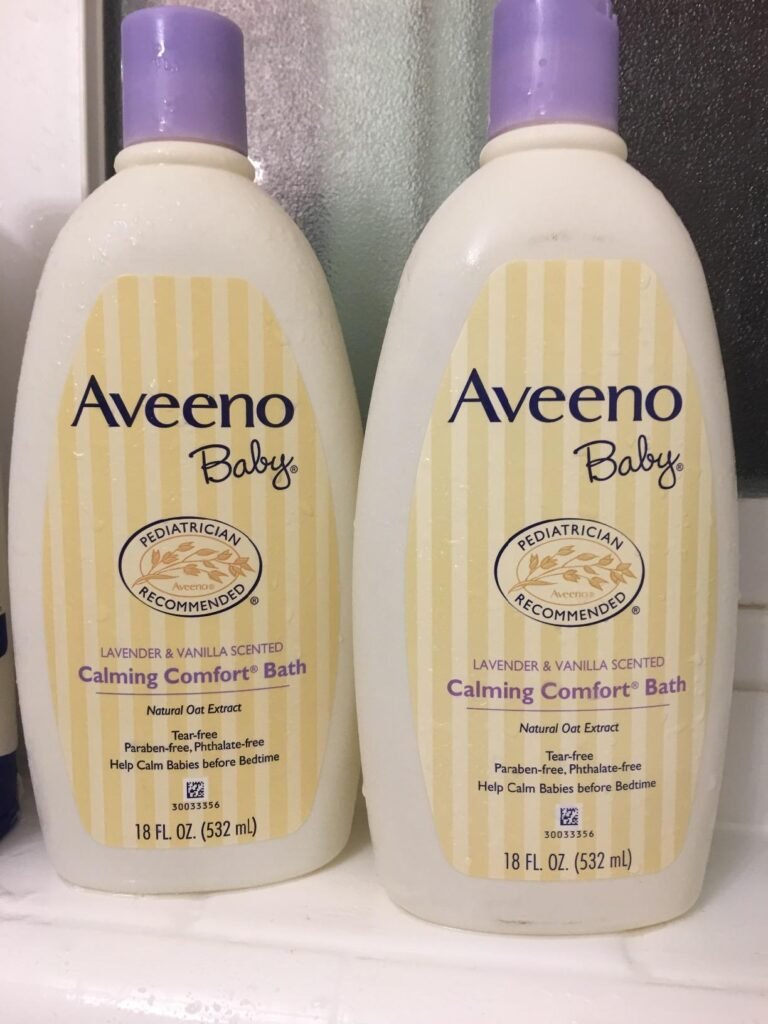 Aveeno
Baby®
PEDIATRICIAN
Aveeno®
RECOMMENDED®
LAVENDER & VANILLA SCENTED
Calming Comfort® Bath
Natural Oat Extract
Tear-free
Paraben-free, Phthalate-free
Help Calm Babies before Bedtime
30033356
18 FL. OZ. (532 mL)
Aveeno
Baby®
PEDIATRICIAN
Aveeno®
RECOMMENDED®
LAVENDER & VANILLA SCENTED
Calming Comfort® Bath
Natural Oat Extract
Tear-free
Paraben-free, Phthalate-free
Help Calm Babies before Bedtime
30033356
18 FL. OZ. (532 mL)